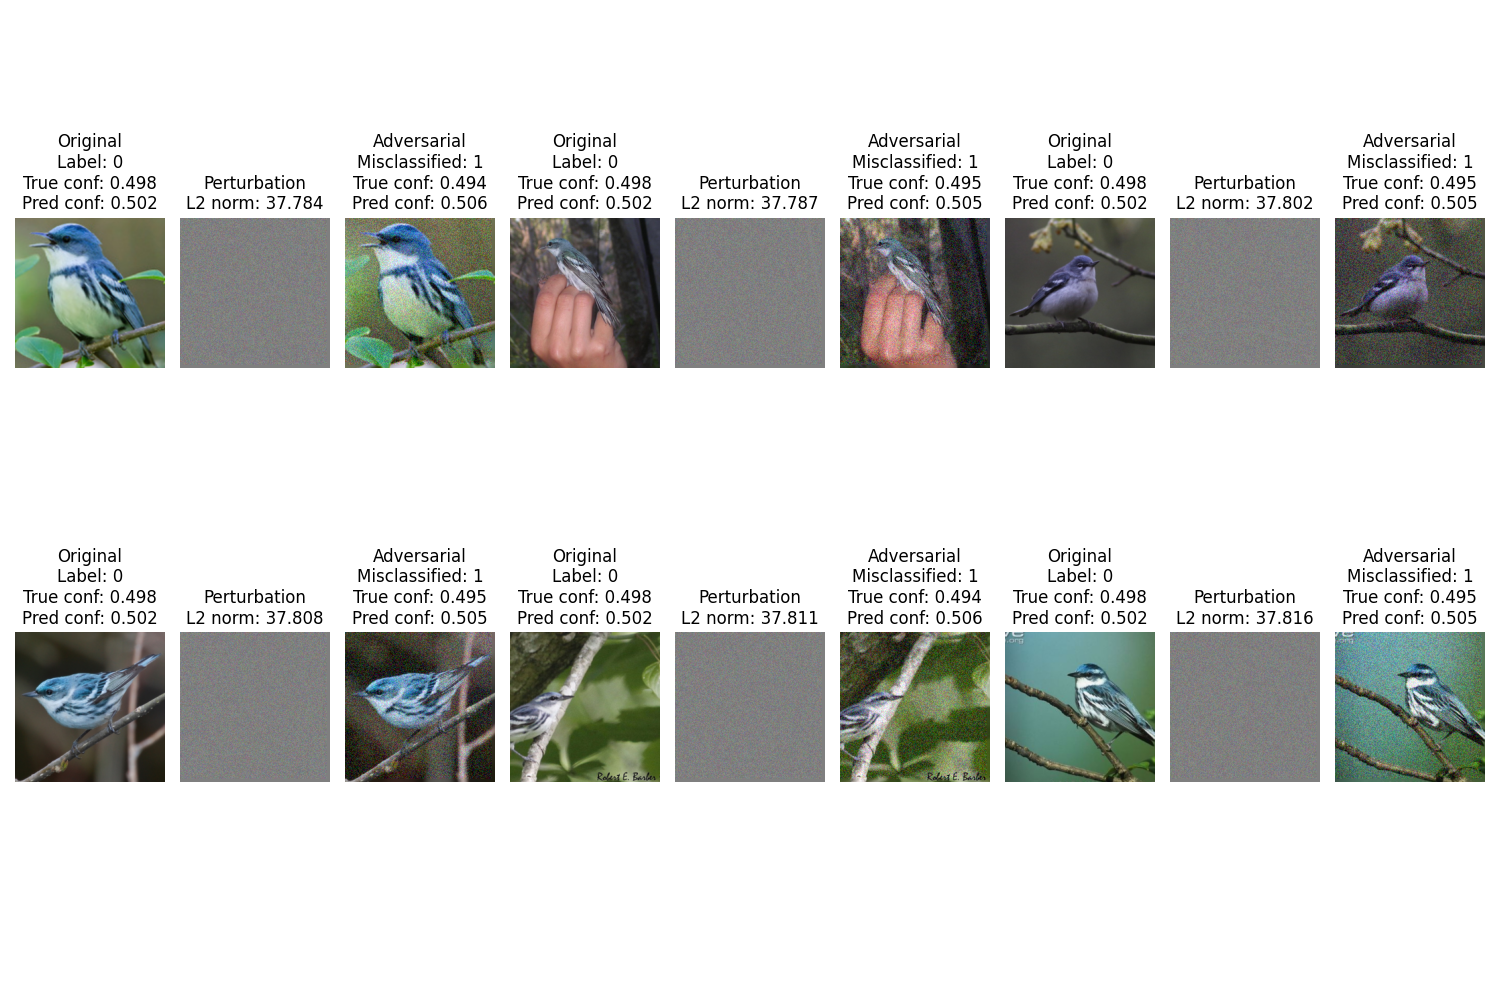 Original
Label: 0
True conf: 0.498
Pred conf: 0.502
Perturbation
L2 norm: 37.784
Adversarial
Misclassified: 1
True conf: 0.494
Pred conf: 0.506
Original
Label: 0
True conf: 0.498
Pred conf: 0.502
Perturbation
L2 norm: 37.787
Adversarial
Misclassified: 1
True conf: 0.495
Pred conf: 0.505
Original
Label: 0
True conf: 0.498
Pred conf: 0.502
Perturbation
L2 norm: 37.802
Adversarial
Misclassified: 1
True conf: 0.495
Pred conf: 0.505
Original
Label: 0
True conf: 0.498
Pred conf: 0.502
Perturbation
L2 norm: 37.808
Adversarial
Misclassified: 1
True conf: 0.495
Pred conf: 0.505
Original
Label: 0
True conf: 0.498
Pred conf: 0.502
Robert E. Barber
Perturbation
L2 norm: 37.811
Adversarial
Misclassified: 1
True conf: 0.494
Pred conf: 0.506
Robert E. Barber
Original
Label: 0
True conf: 0.498
Pred conf: 0.502
Perturbation
L2 norm: 37.816
Adversarial
Misclassified: 1
True conf: 0.495
Pred conf: 0.505